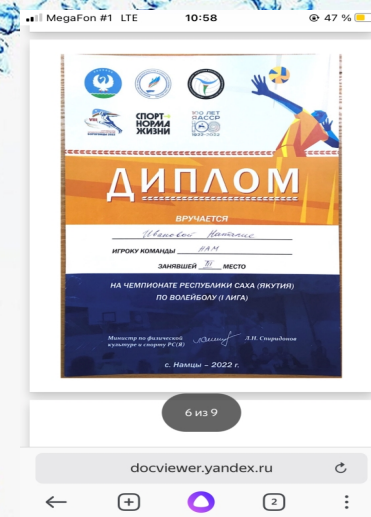 MegaFon #1 LTE 10:58 47 %
СПОРТ
НОРМА
ЖИЗНИ
100 ЛЕТ
ЯАССР
1922-2022
ДИПЛОМ
ВРУЧАЕТСЯ
Ивановой Наталие
ИГРОКУ КОМАНДЫ НАМ
ЗАНЯВШЕЙ III МЕСТО
НА ЧЕМПИОНАТЕ РЕСПУБЛИКИ САХА (ЯКУТИЯ)
ПО ВОЛЕЙБОЛУ (I ЛИГА)
Министр по физической
культуре и спорту РС(Я) Л.Н. Спиридонов
с. Намцы – 2022 г.
6 из 9
docviewer.yandex.ru
2